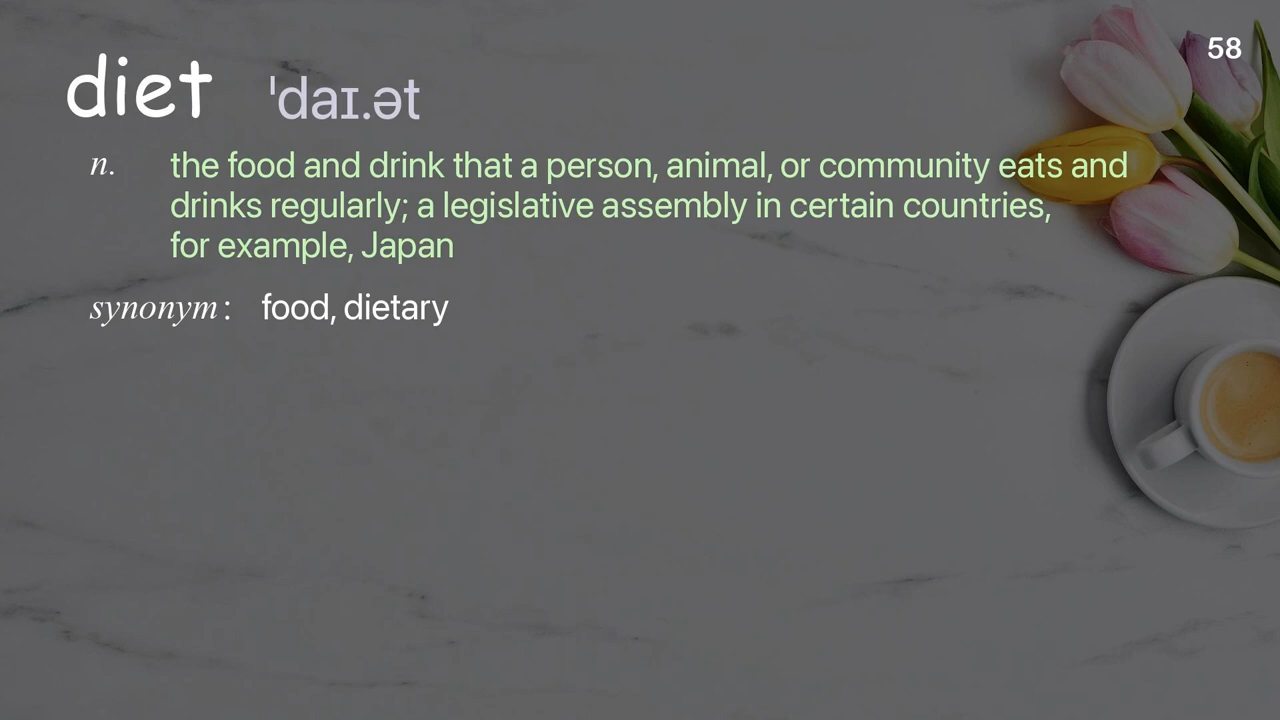 58
diet ˈdaɪ.ət
n. the food and drink that a person, animal, or community eats and
drinks regularly; a legislative assembly in certain countries,
for example, Japan
synonym : food, dietary